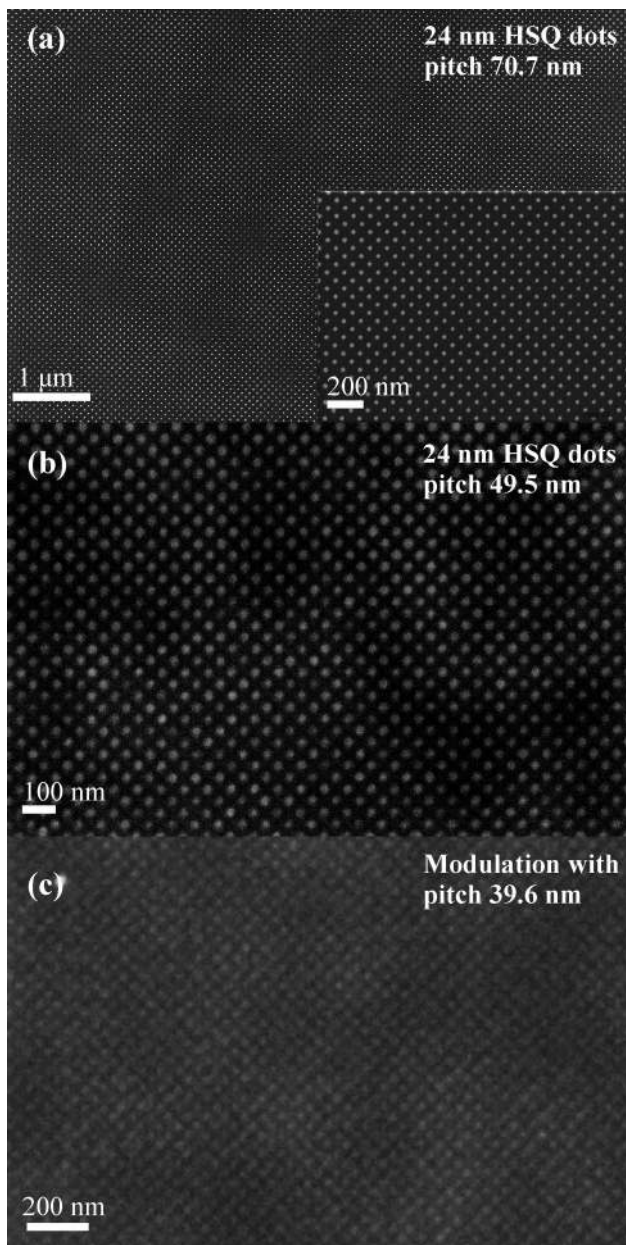 (a)
24 nm HSQ dots
pitch 70.7 nm
1 μm
200 nm
(b)
24 nm HSQ dots
pitch 49.5 nm
100 nm
(c)
Modulation with
pitch 39.6 nm
200 nm